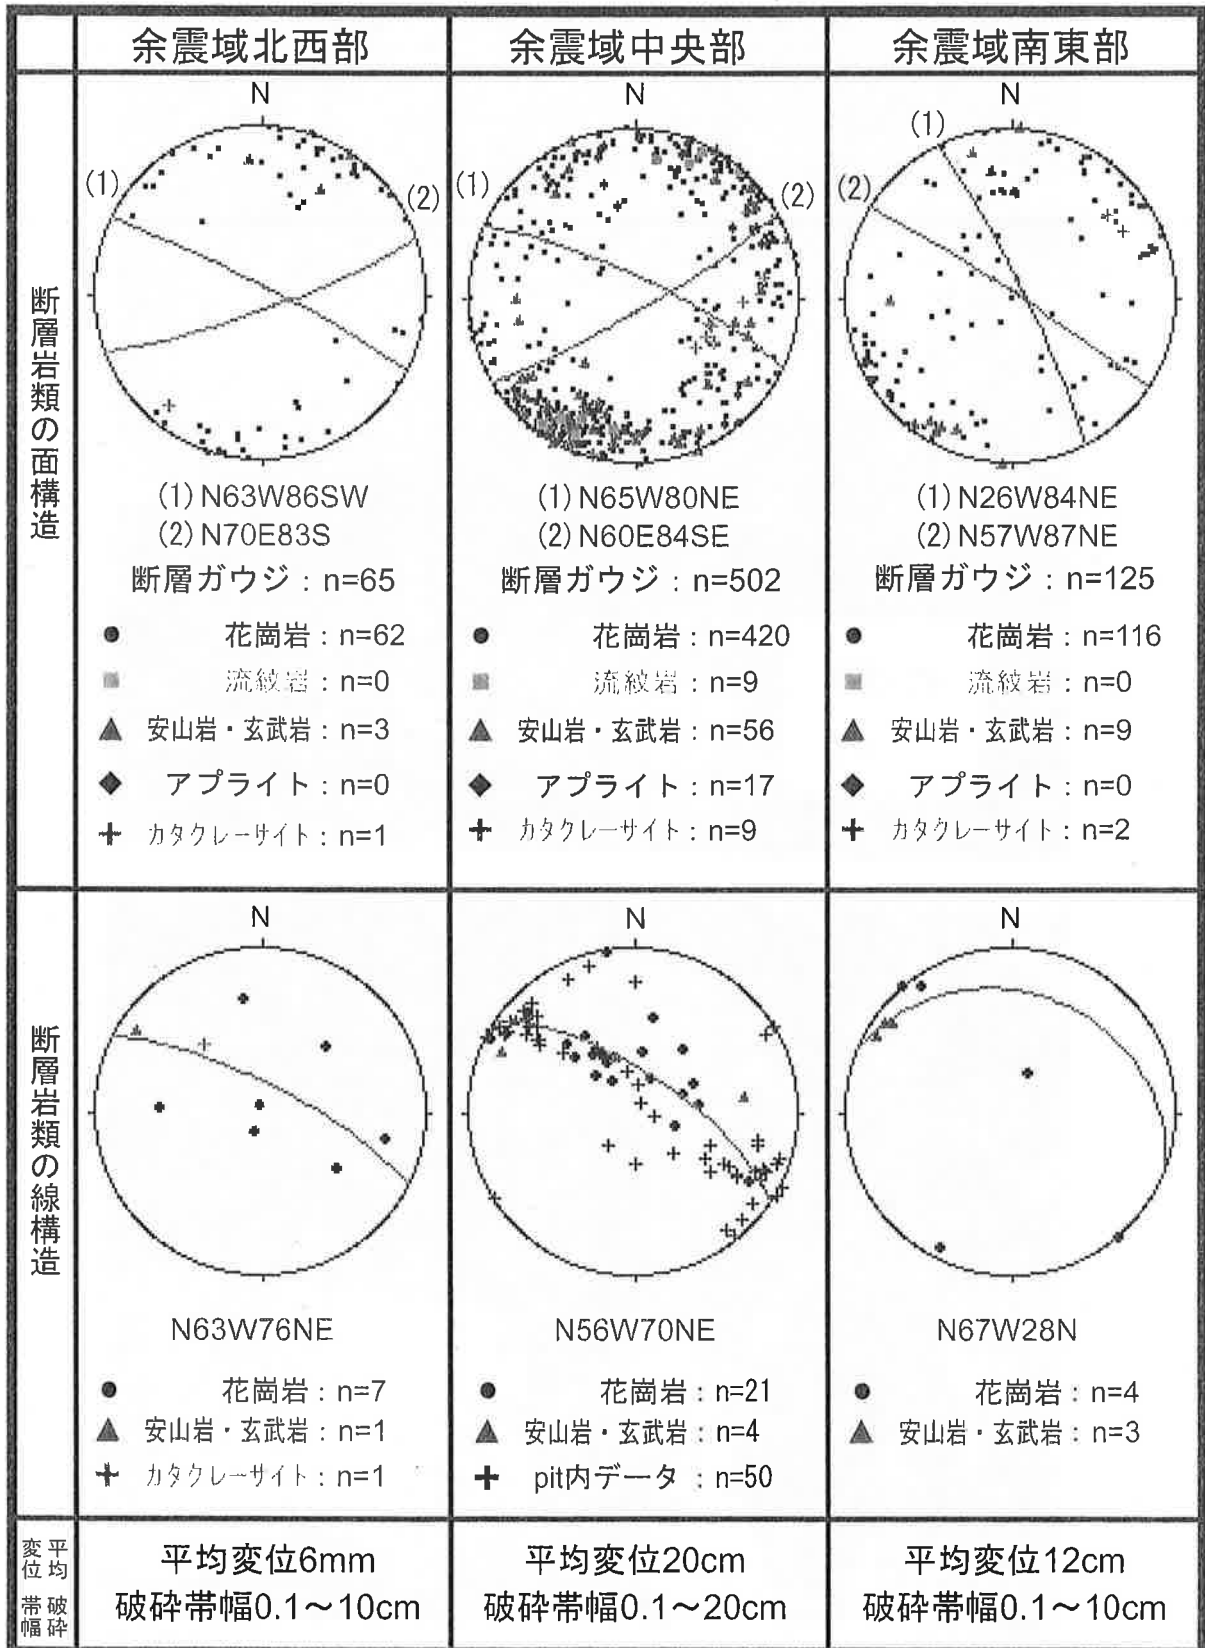 余震域北西部
余震域中央部
余震域南東部
断層岩類の面構造
N
(1)
(2)
(1) N63W86SW
(2) N70E83S
断層ガウジ：n=65
花崗岩：n=62
流紋岩：n=0
安山岩・玄武岩：n=3
アプライト：n=0
カタクレーサイト：n=1
N
(1)
(2)
(1) N65W80NE
(2) N60E84SE
断層ガウジ：n=502
花崗岩：n=420
流紋岩：n=9
安山岩・玄武岩：n=56
アプライト：n=17
カタクレーサイト：n=9
N
(1)
(2)
(1) N26W84NE
(2) N57W87NE
断層ガウジ：n=125
花崗岩：n=116
流紋岩：n=0
安山岩・玄武岩：n=9
アプライト：n=0
カタクレーサイト：n=2
断層岩類の線構造
N
N63W76NE
花崗岩：n=7
安山岩・玄武岩：n=1
カタクレーサイト：n=1
N
N56W70NE
花崗岩：n=21
安山岩・玄武岩：n=4
pit内データ：n=50
N
N67W28N
花崗岩：n=4
安山岩・玄武岩：n=3
平均変位
破砕帯幅
平均変位6mm
破砕帯幅0.1～10cm
平均変位20cm
破砕帯幅0.1～20cm
平均変位12cm
破砕帯幅0.1～10cm